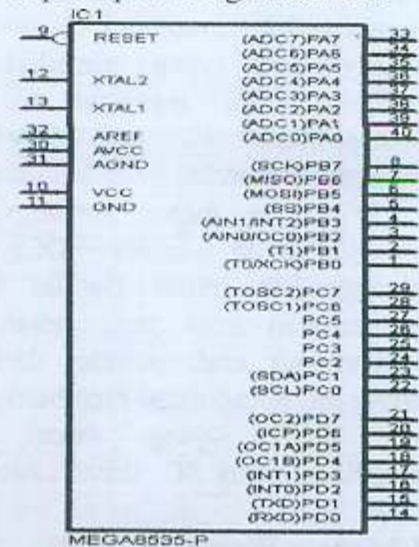 IC1
9 RESET (ADC7)PA7 33
(ADC6)PA6 34
(ADC5)PA5 35
12 XTAL2 (ADC4)PA4 36
(ADC3)PA3 37
13 XTAL1 (ADC2)PA2 38
(ADC1)PA1 39
32 AREF (ADC0)PA0 40
30 AVCC
31 AGND (SCK)PB7 8
(MISO)PB6 7
10 VCC (MOSI)PB5 6
11 GND (SS)PB4 5
(AIN1/INT2)PB3 4
(AIN0/OC0)PB2 3
(T1)PB1 2
(T0/XCK)PB0 1
(TOSC2)PC7 29
(TOSC1)PC6 28
PC5 27
PC4 26
PC3 25
PC2 24
(SDA)PC1 23
(SCL)PC0 22
(OC2)PD7 21
(ICP)PD6 20
(OC1A)PD5 19
(OC1B)PD4 18
(INT1)PD3 17
(INT0)PD2 16
(TXD)PD1 15
(RXD)PD0 14
MEGA8535-P